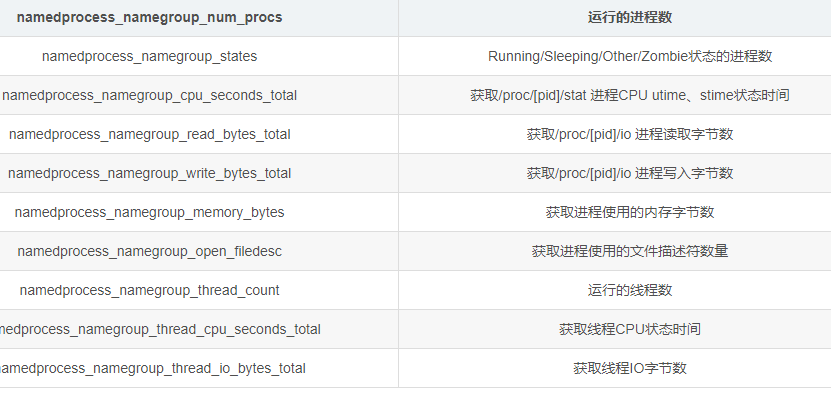 namedprocess_namegroup_num_procs 运行的进程数
namedprocess_namegroup_states Running/Sleeping/Other/Zombie状态的进程数
namedprocess_namegroup_cpu_seconds_total 获取/proc/[pid]/stat 进程CPU utime、stime状态时间
namedprocess_namegroup_read_bytes_total 获取/proc/[pid]/io 进程读取字节数
namedprocess_namegroup_write_bytes_total 获取/proc/[pid]/io 进程写入字节数
namedprocess_namegroup_memory_bytes 获取进程使用的内存字节数
namedprocess_namegroup_open_filedesc 获取进程使用的文件描述符数量
namedprocess_namegroup_thread_count 运行的线程数
medprocess_namegroup_thread_cpu_seconds_total 获取线程CPU状态时间
amedprocess_namegroup_thread_io_bytes_total 获取线程IO字节数